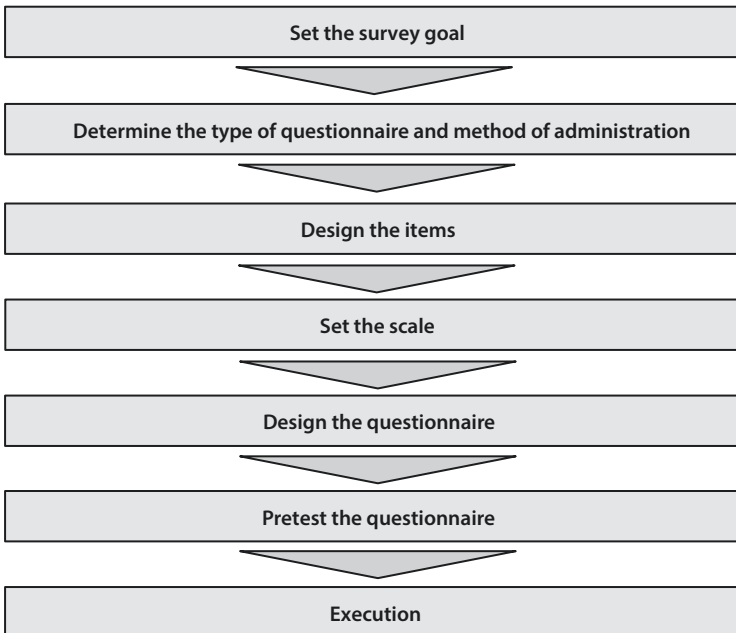 Set the survey goal
Determine the type of questionnaire and method of administration
Design the items
Set the scale
Design the questionnaire
Pretest the questionnaire
Execution